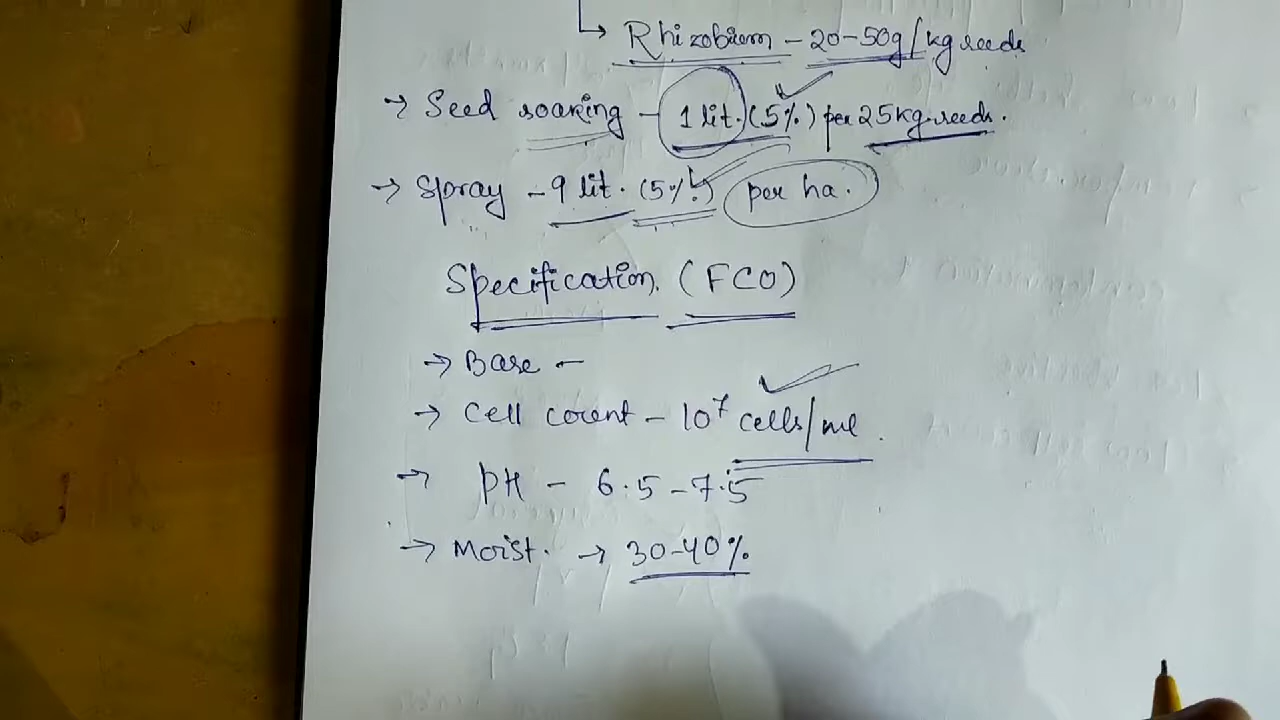 ↳ Rhizobium - 20-50g/kg seeds
→ Seed soaking - 1 lit. (5%) per 25kg seeds.
→ Spray - 9 lit. (5%) per ha.
Specification. (FCO)
→ Base -
→ Cell count - 10⁷ cells/ml.
→ pH - 6.5-7.5
→ Moist. → 30-40%